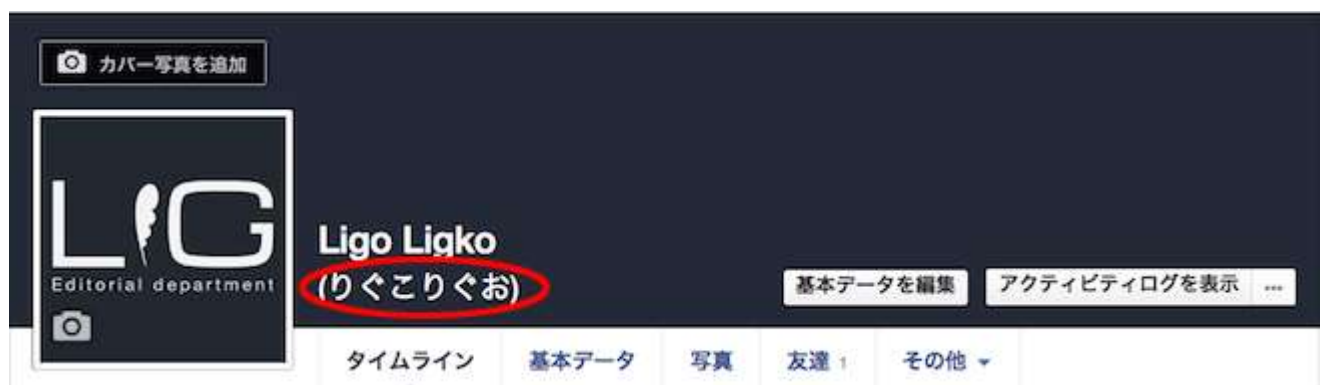 カバー写真を追加
LIG
Editorial department
Ligo Ligko
(りぐこりぐお)
基本データを編集
アクティビティログを表示
...
タイムライン 基本データ 写真 友達 1 その他